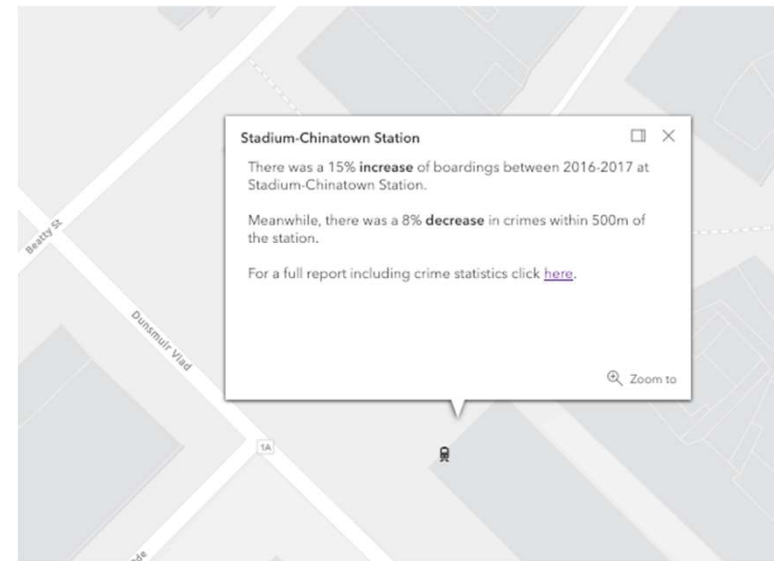 Stadium-Chinatown Station
There was a 15% increase of boardings between 2016-2017 at
Stadium-Chinatown Station.
Meanwhile, there was a 8% decrease in crimes within 500m of
the station.
For a full report including crime statistics click here.
Zoom to
Beatty St
Dunsmuir Viad
1A
de